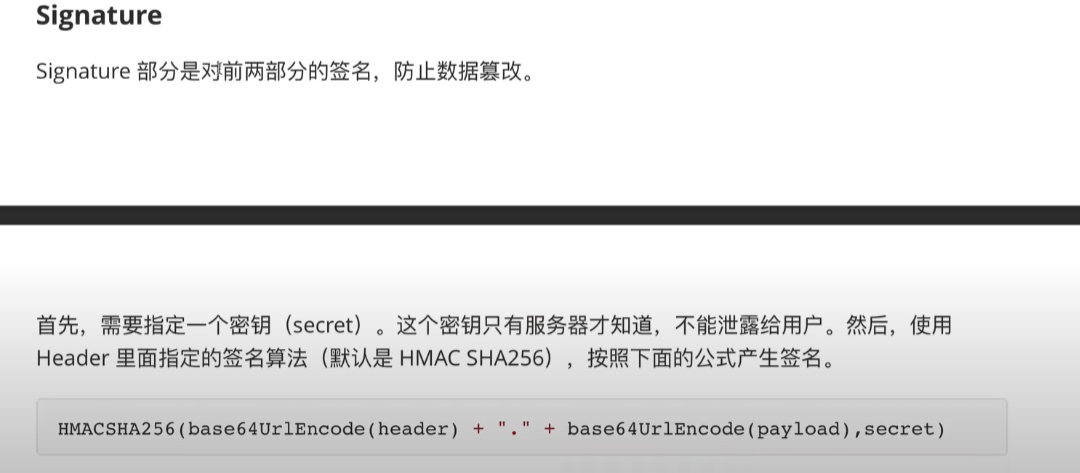 Signature
Signature 部分是对前两部分的签名，防止数据篡改。
首先，需要指定一个密钥（secret）。这个密钥只有服务器才知道，不能泄露给用户。然后，使用
Header 里面指定的签名算法（默认是 HMAC SHA256），按照下面的公式产生签名。
HMACSHA256(base64UrlEncode(header) + "." + base64UrlEncode(payload),secret)